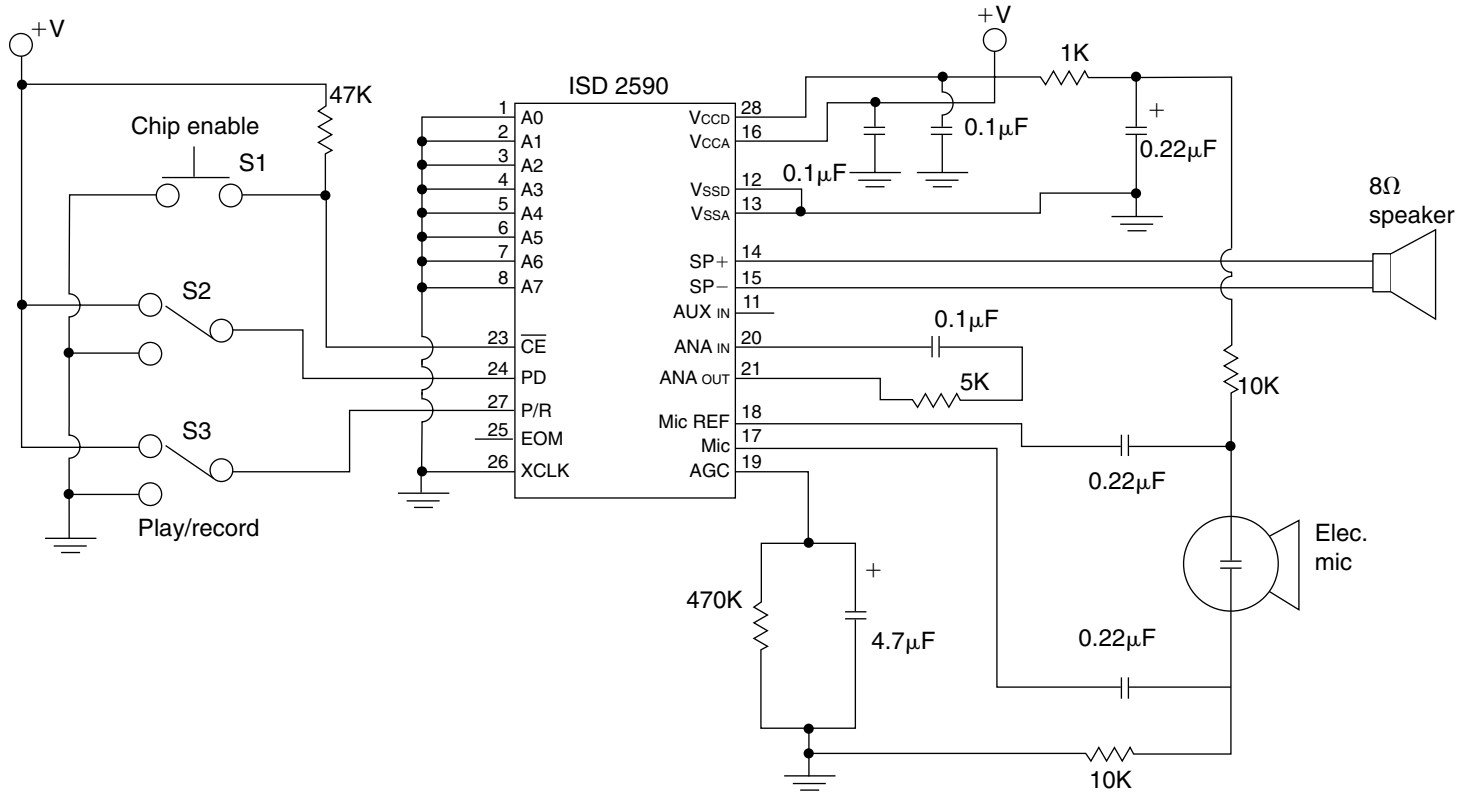 +V
47K
Chip enable
S1
S2
S3
Play/record
ISD 2590
1 A0
2 A1
3 A2
4 A3
5 A4
6 A5
7 A6
8 A7
23 C̅E̅
24 PD
27 P/R
25 EOM
26 XCLK
VCCD 28
VCCA 16
VSSD 12
VSSA 13
SP+ 14
SP− 15
AUX IN 11
ANA IN 20
ANA OUT 21
Mic REF 18
Mic 17
AGC 19
+V
1K
0.1µF
0.1µF
+
0.22µF
8Ω
speaker
0.1µF
5K
10K
0.22µF
Elec.
mic
470K
+
4.7µF
0.22µF
10K